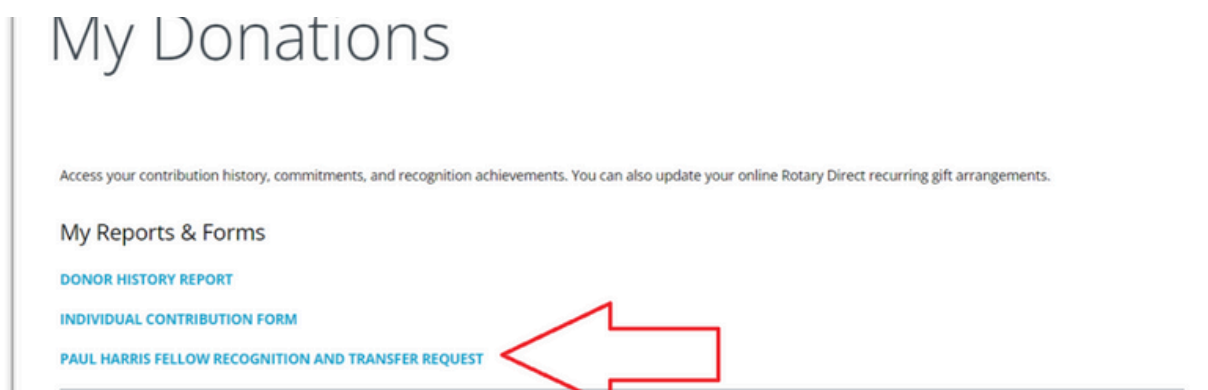 My Donations
Access your contribution history, commitments, and recognition achievements. You can also update your online Rotary Direct recurring gift arrangements.
My Reports & Forms
DONOR HISTORY REPORT
INDIVIDUAL CONTRIBUTION FORM
PAUL HARRIS FELLOW RECOGNITION AND TRANSFER REQUEST